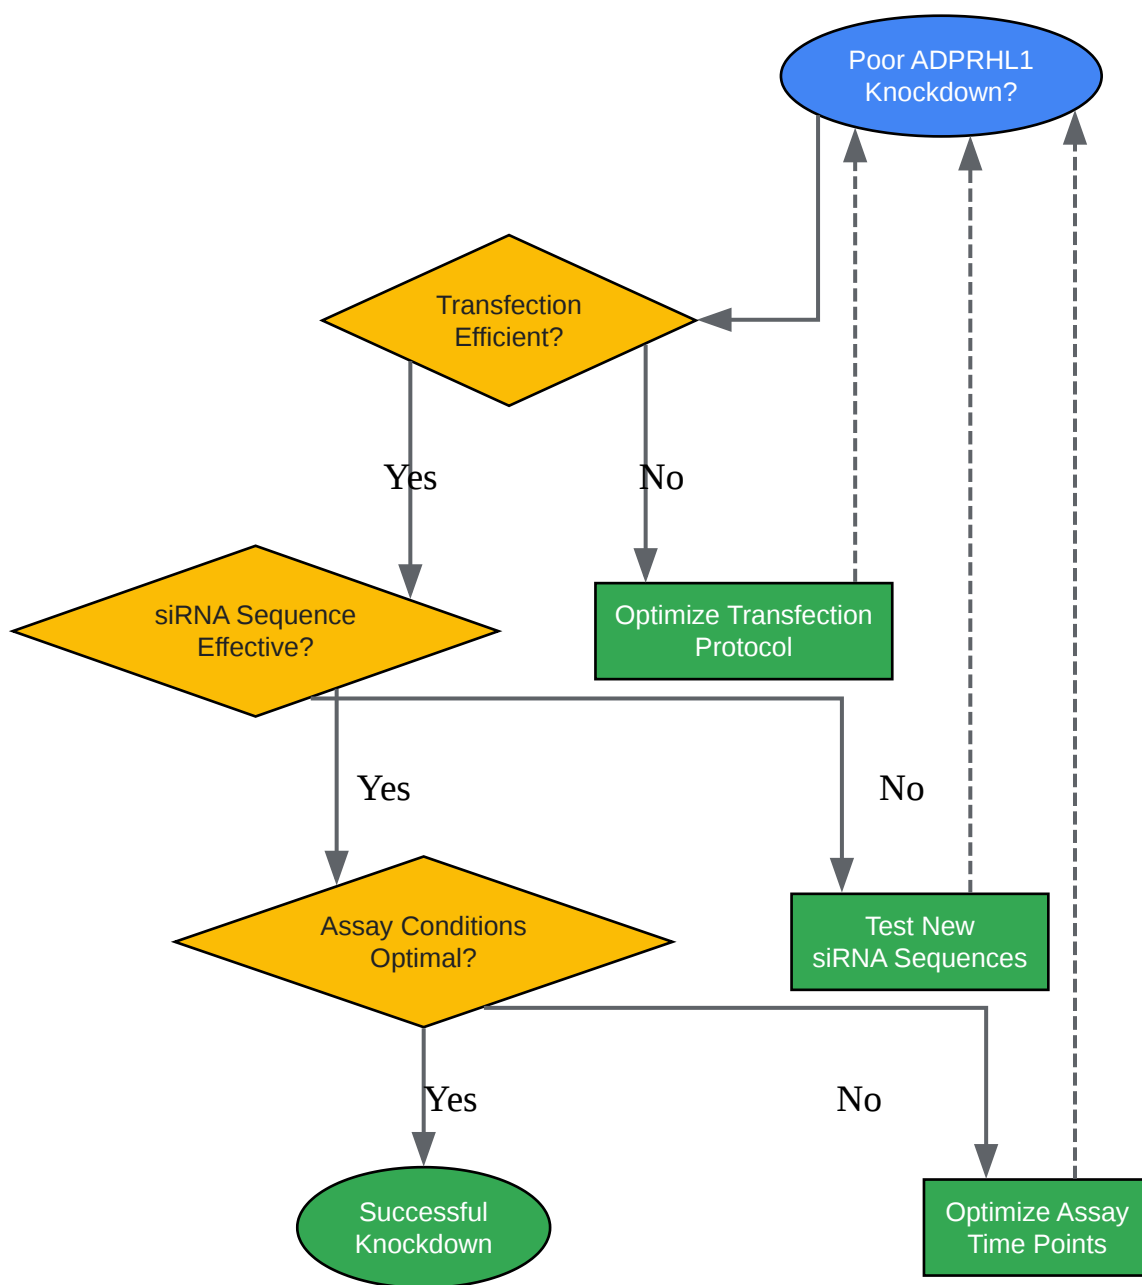 Poor ADPRHL1
Knockdown?
Transfection
Efficient?
Yes
No
siRNA Sequence
Effective?
Optimize Transfection
Protocol
Yes
No
Assay Conditions
Optimal?
Test New
siRNA Sequences
Yes
No
Successful
Knockdown
Optimize Assay
Time Points